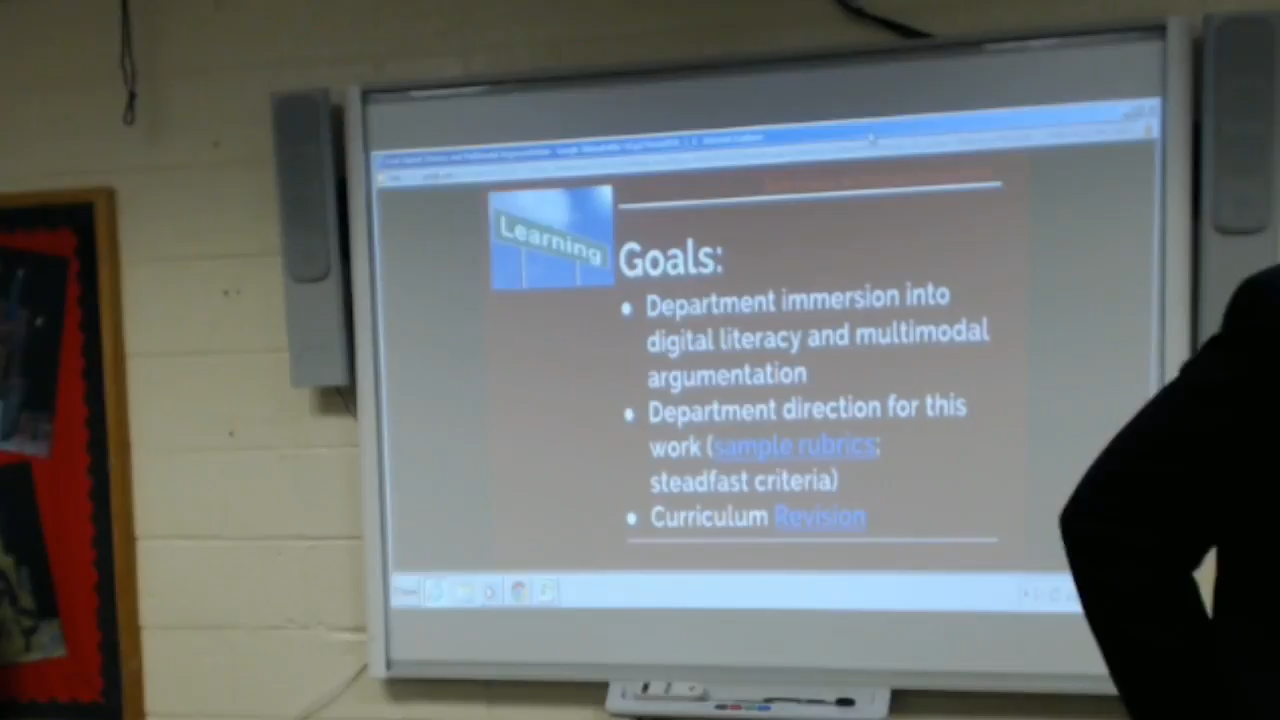 Learning
Goals:
• Department immersion into
digital literacy and multimodal
argumentation
• Department direction for this
work (sample rubrics;
steadfast criteria)
• Curriculum Revision